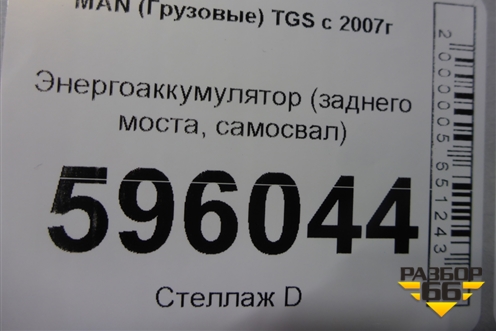 MAN (Грузовые) TGS с 2007г
Энергоаккумулятор (заднего
моста, самосвал)
596044
Стеллаж D
2000005651243
РАЗБОР
66